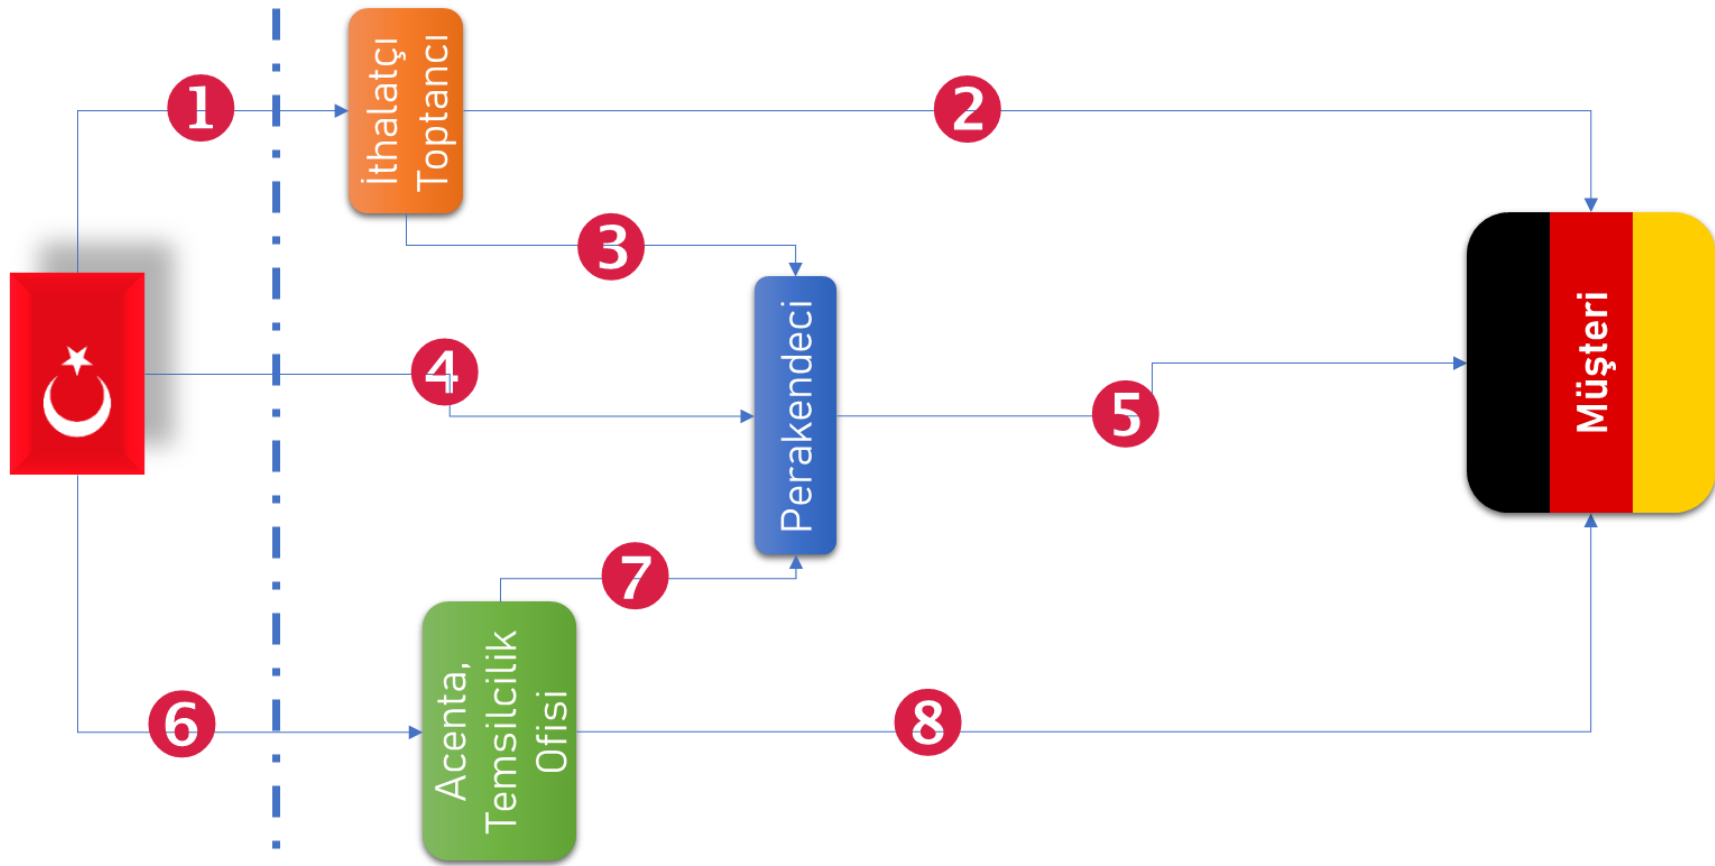 1
İthalatçı
Toptancı
2
3
4
Perakendeci
5
Müşteri
6
Acenta,
Temsilcilik
Ofisi
7
8